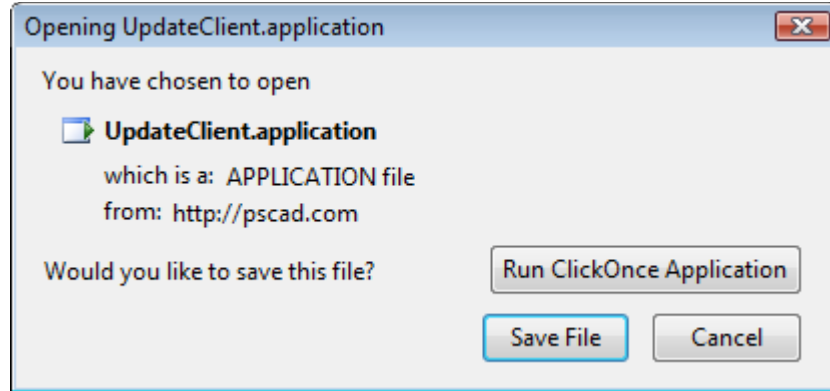 Opening UpdateClient.application
You have chosen to open
UpdateClient.application
which is a: APPLICATION file
from: http://pscad.com
Would you like to save this file?
Run ClickOnce Application
Save File
Cancel